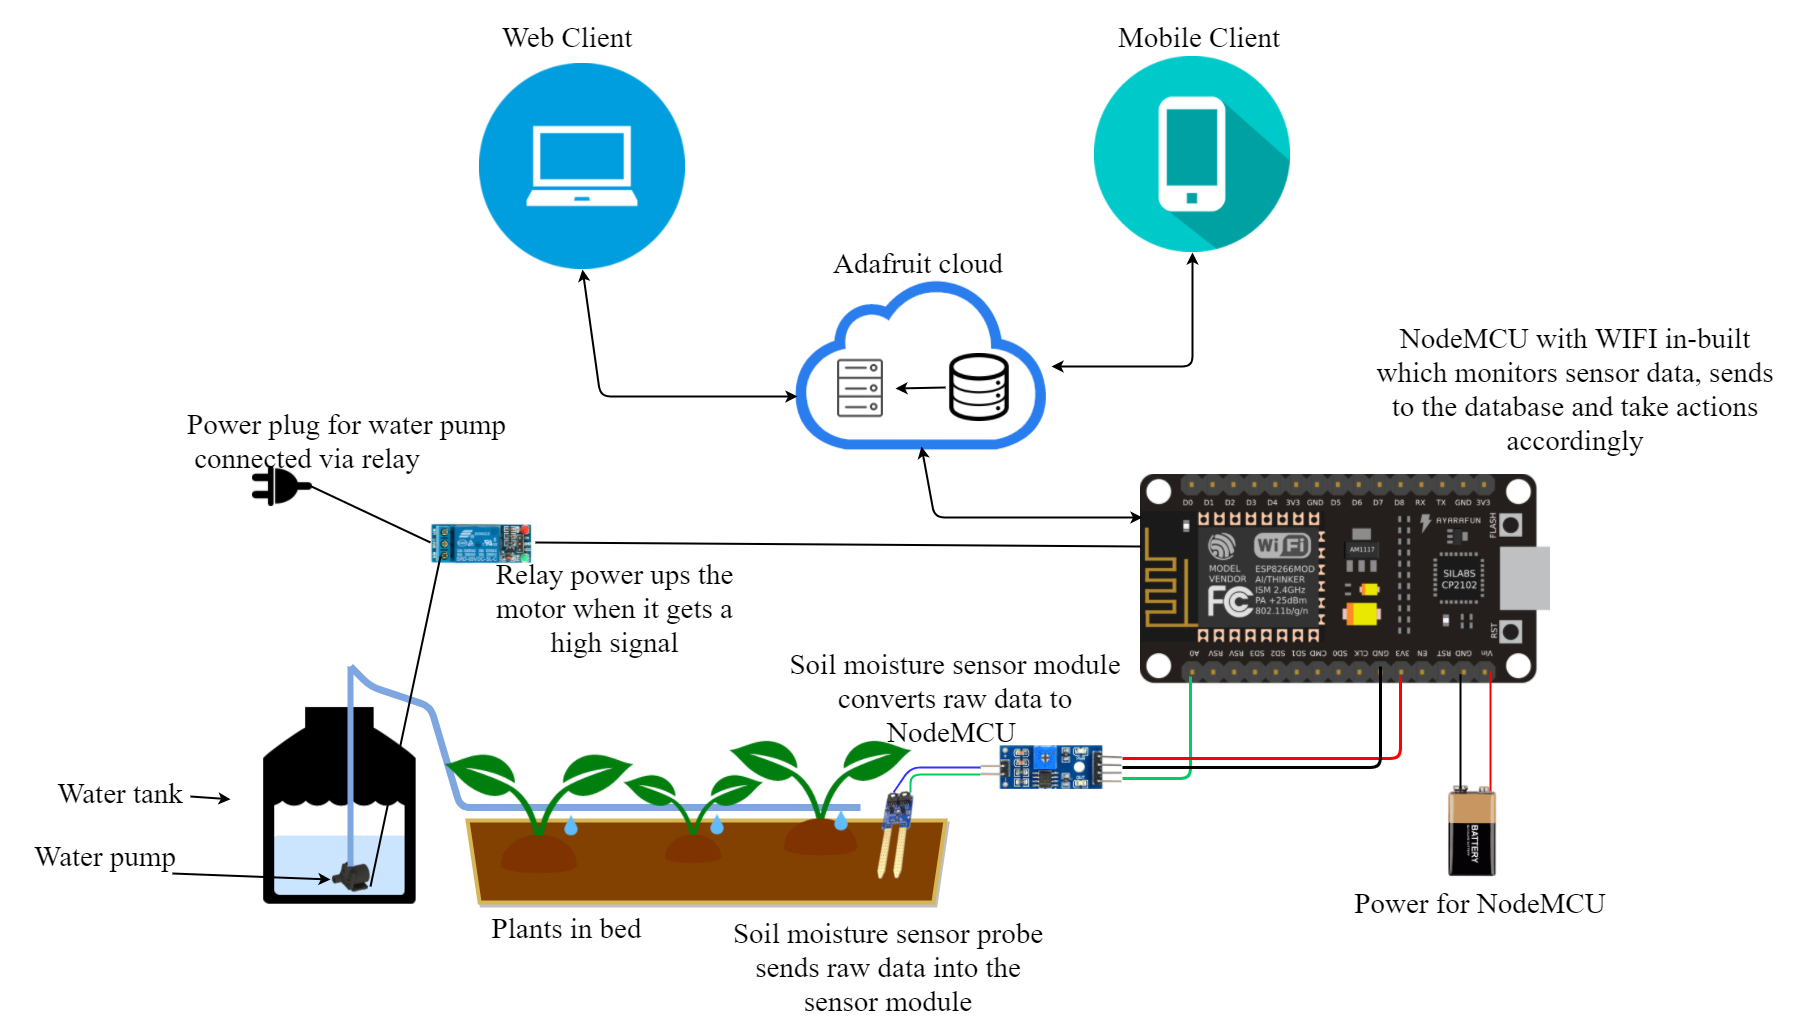 Web Client
Mobile Client
Adafruit cloud
NodeMCU with WIFI in-built
which monitors sensor data, sends
to the database and take actions
accordingly
Power plug for water pump
connected via relay
Relay power ups the
motor when it gets a
high signal
D0 D1 D2 D3 D4 3V3 GND D5 D6 D7 D8 RX TX GND 3V3
AYARAFUN
FLASH
WiFi
MODEL
VENDOR
ESP8266MOD
AI/THINKER
ISM 2.4GHz
PA +25dBm
802.11b/g/n
FC
AM1117
SILABS
CP2102
RST
A0 RSV RSV SD3 SD2 SD1 CMD SD0 CLK GND 3V3 EN RST GND Vin
Soil moisture sensor module
converts raw data to
NodeMCU
Water tank
Water pump
BATTERY
Power for NodeMCU
Plants in bed
Soil moisture sensor probe
sends raw data into the
sensor module